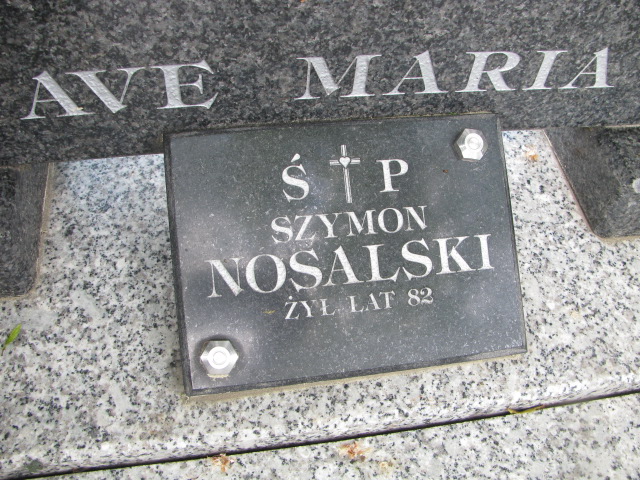 AVE MARIA
Ś P
SZYMON
NOSALSKI
ŻYŁ LAT 82